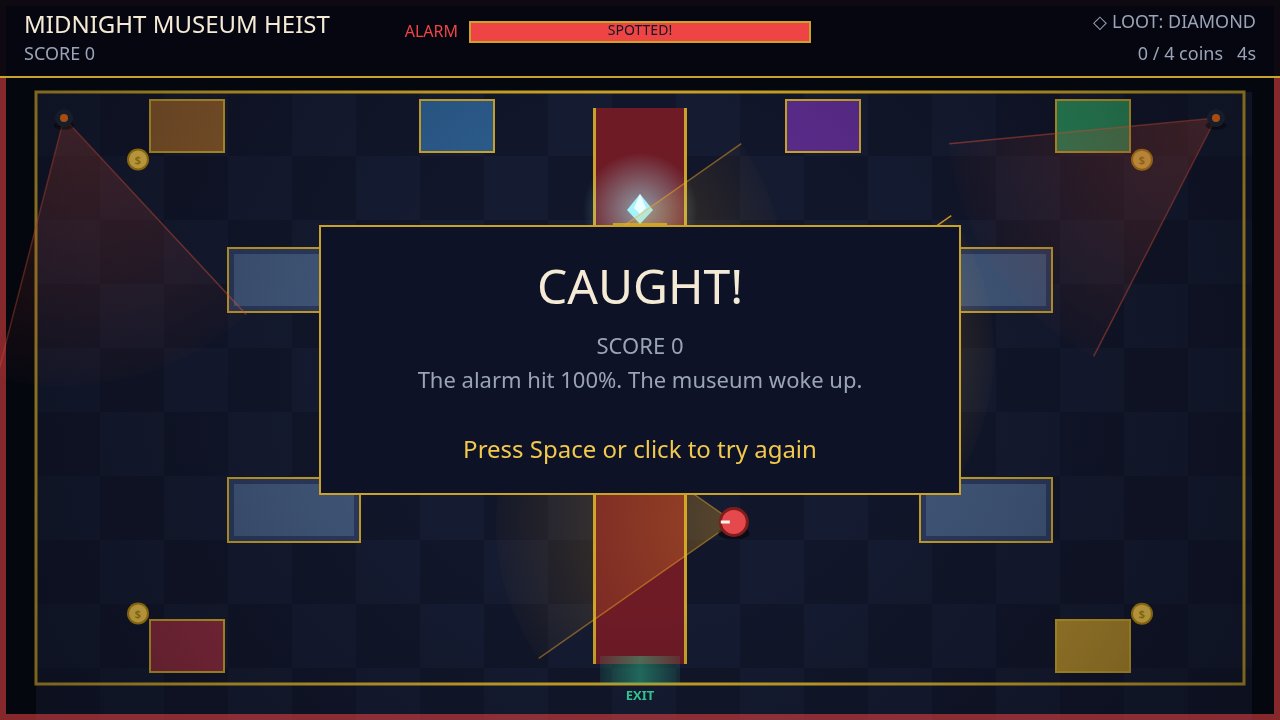 MIDNIGHT MUSEUM HEIST
SCORE 0
ALARM
SPOTTED!
◇ LOOT: DIAMOND
0 / 4 coins 4s
$
$
CAUGHT!
SCORE 0
The alarm hit 100%. The museum woke up.
Press Space or click to try again
$
$
EXIT